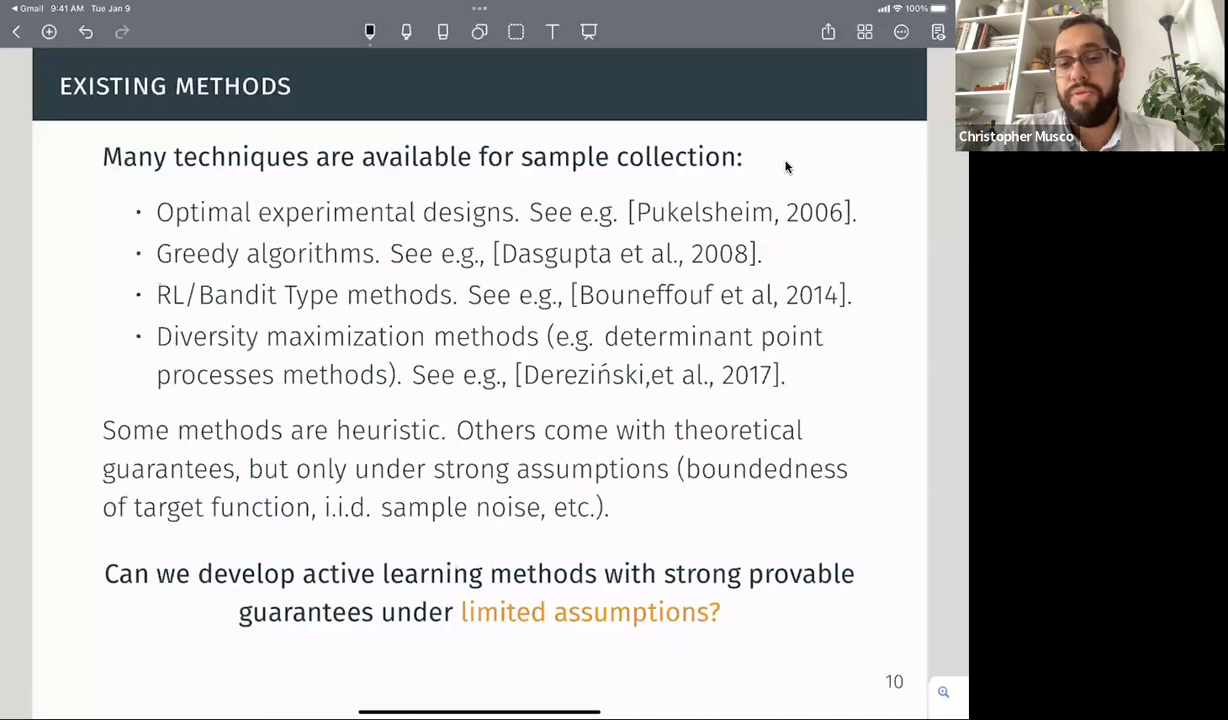 Gmail 9:41 AM Tue Jan 9
100%
EXISTING METHODS
Christopher Musco
Many techniques are available for sample collection:
· Optimal experimental designs. See e.g. [Pukelsheim, 2006].
· Greedy algorithms. See e.g., [Dasgupta et al., 2008].
· RL/Bandit Type methods. See e.g., [Bouneffouf et al, 2014].
· Diversity maximization methods (e.g. determinant point
processes methods). See e.g., [Dereziński,et al., 2017].
Some methods are heuristic. Others come with theoretical
guarantees, but only under strong assumptions (boundedness
of target function, i.i.d. sample noise, etc.).
Can we develop active learning methods with strong provable
guarantees under limited assumptions?
10